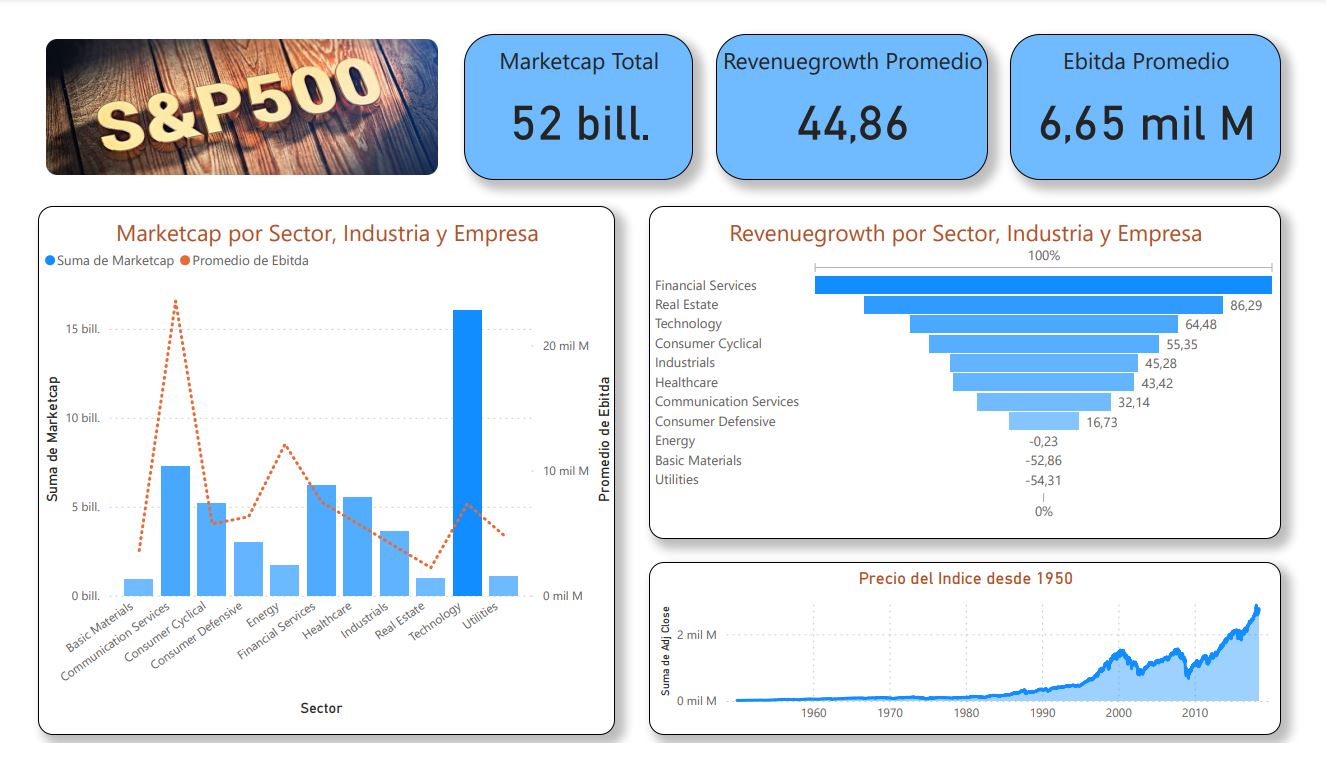 S&P500
Marketcap Total
52 bill.
Revenuegrowth Promedio
44,86
Ebitda Promedio
6,65 mil M
Marketcap por Sector, Industria y Empresa
Suma de Marketcap Promedio de Ebitda
15 bill.
10 bill.
5 bill.
0 bill.
Suma de Marketcap
20 mil M
10 mil M
0 mil M
Promedio de Ebitda
Basic Materials
Communication Services
Consumer Cyclical
Consumer Defensive
Energy
Financial Services
Healthcare
Industrials
Real Estate
Technology
Utilities
Sector
Revenuegrowth por Sector, Industria y Empresa
100%
Financial Services
Real Estate 86,29
Technology 64,48
Consumer Cyclical 55,35
Industrials 45,28
Healthcare 43,42
Communication Services 32,14
Consumer Defensive 16,73
Energy -0,23
Basic Materials -52,86
Utilities -54,31
0%
Precio del Indice desde 1950
Suma de Adj Close
2 mil M
0 mil M
1960 1970 1980 1990 2000 2010